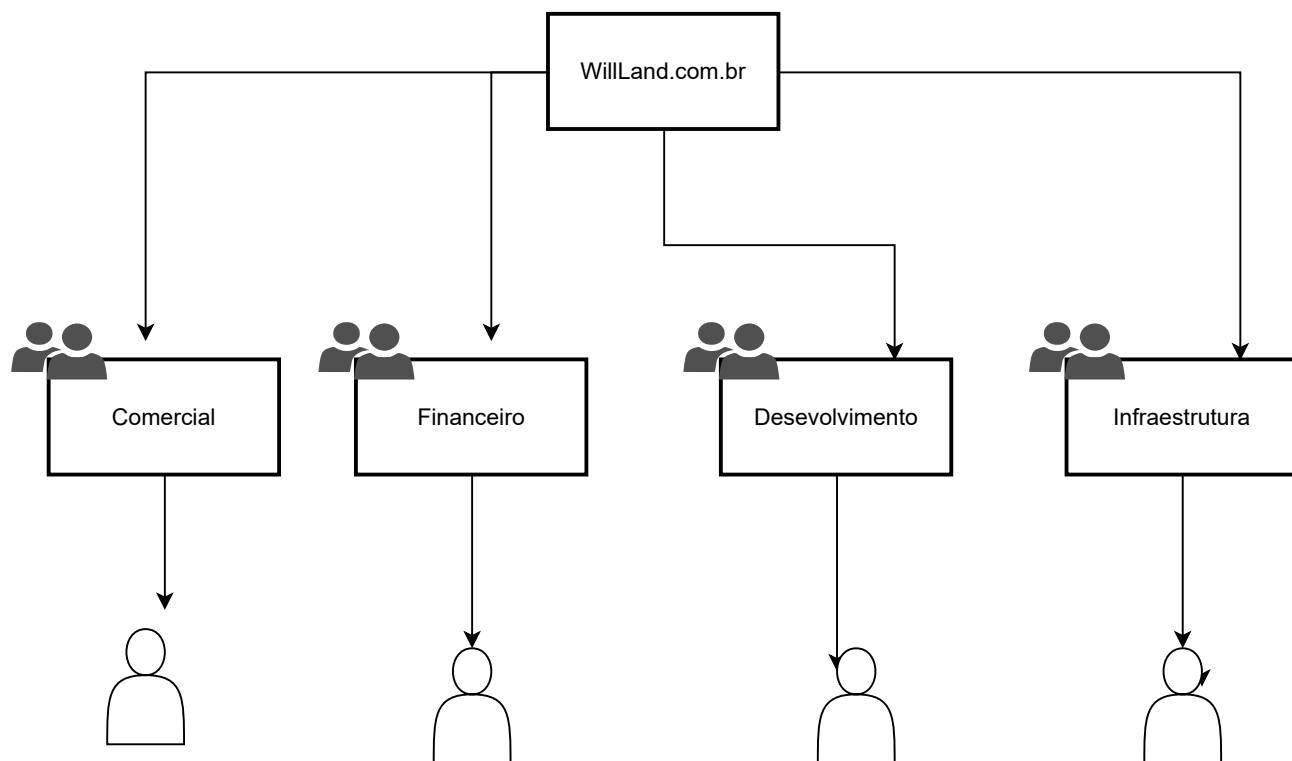 WillLand.com.br
Comercial
Financeiro
Desevolvimento
Infraestrutura